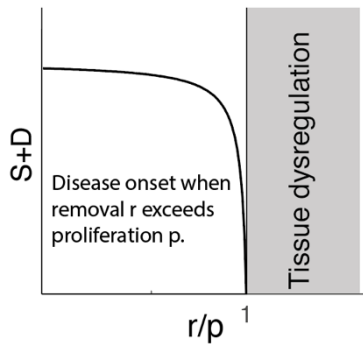 S+D
Disease onset when
removal r exceeds
proliferation p.
Tissue dysregulation
r/p
1